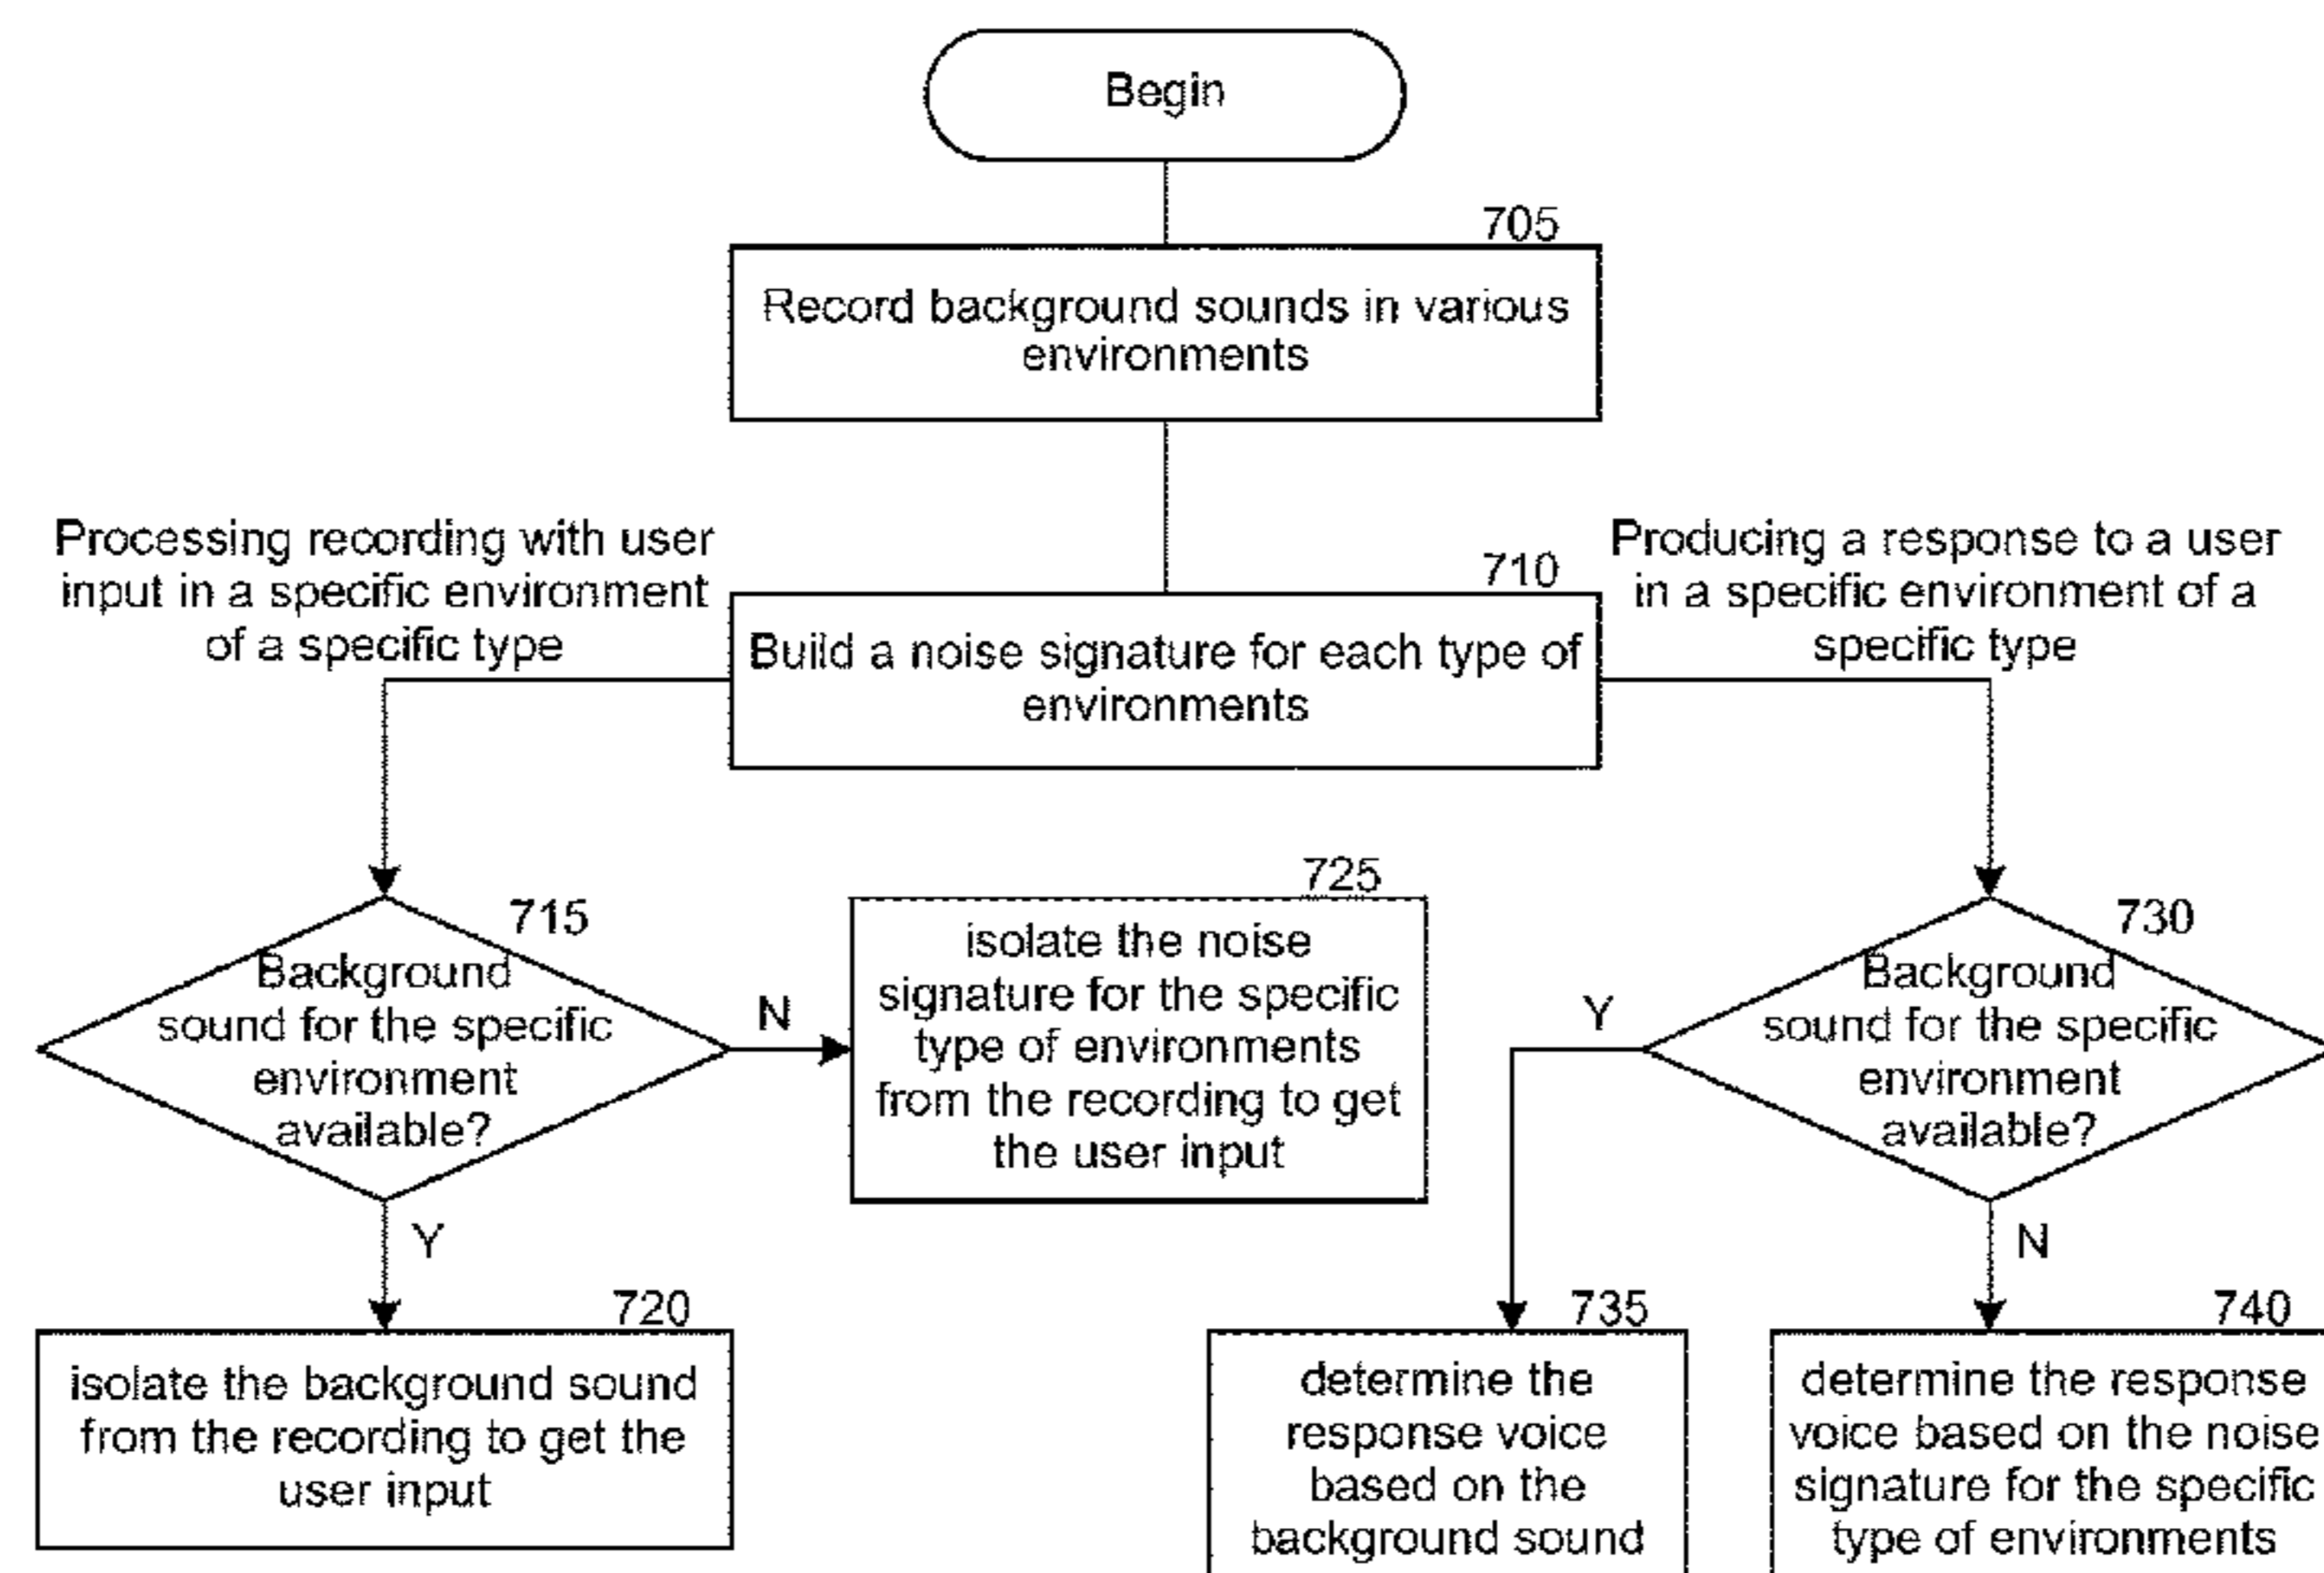 Begin
705
Record background sounds in various
environments
Processing recording with user
input in a specific environment
of a specific type
710
Build a noise signature for each type of
environments
Producing a response to a user
in a specific environment of a
specific type
715
Background
sound for the specific
environment
available?
N
Y
725
isolate the noise
signature for the specific
type of environments
from the recording to get
the user input
720
isolate the background sound
from the recording to get the
user input
730
Background
sound for the specific
environment
available?
Y
N
735
determine the
response voice
based on the
background sound
740
determine the response
voice based on the noise
signature for the specific
type of environments